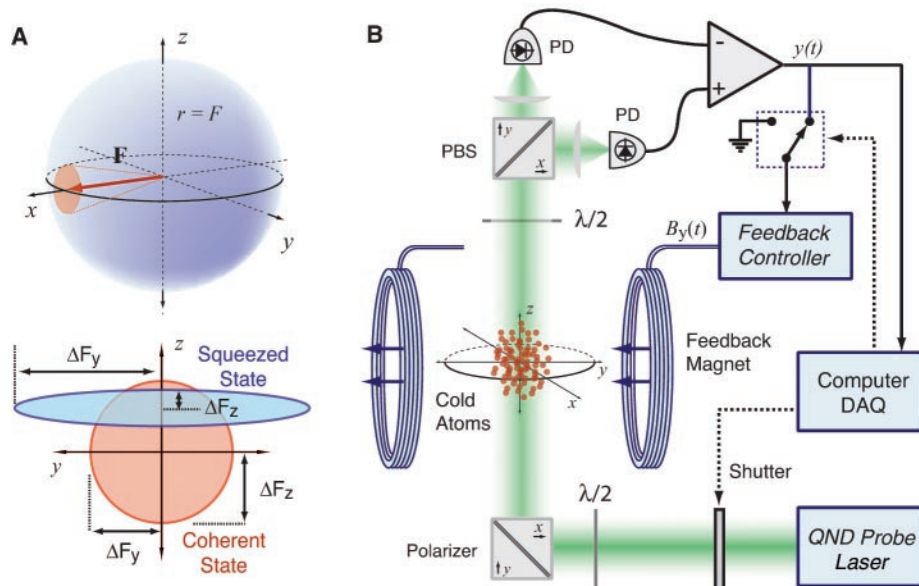 A
z
r = F
F
x
y
z
Squeezed
State
ΔFy
ΔFz
y
ΔFz
ΔFy
Coherent
State
B
PD
y(t)
-
+
PD
PBS
y
x
λ/2
By(t)
Feedback
Controller
z
y
x
Cold
Atoms
Feedback
Magnet
Computer
DAQ
Shutter
λ/2
Polarizer
x
y
QND Probe
Laser